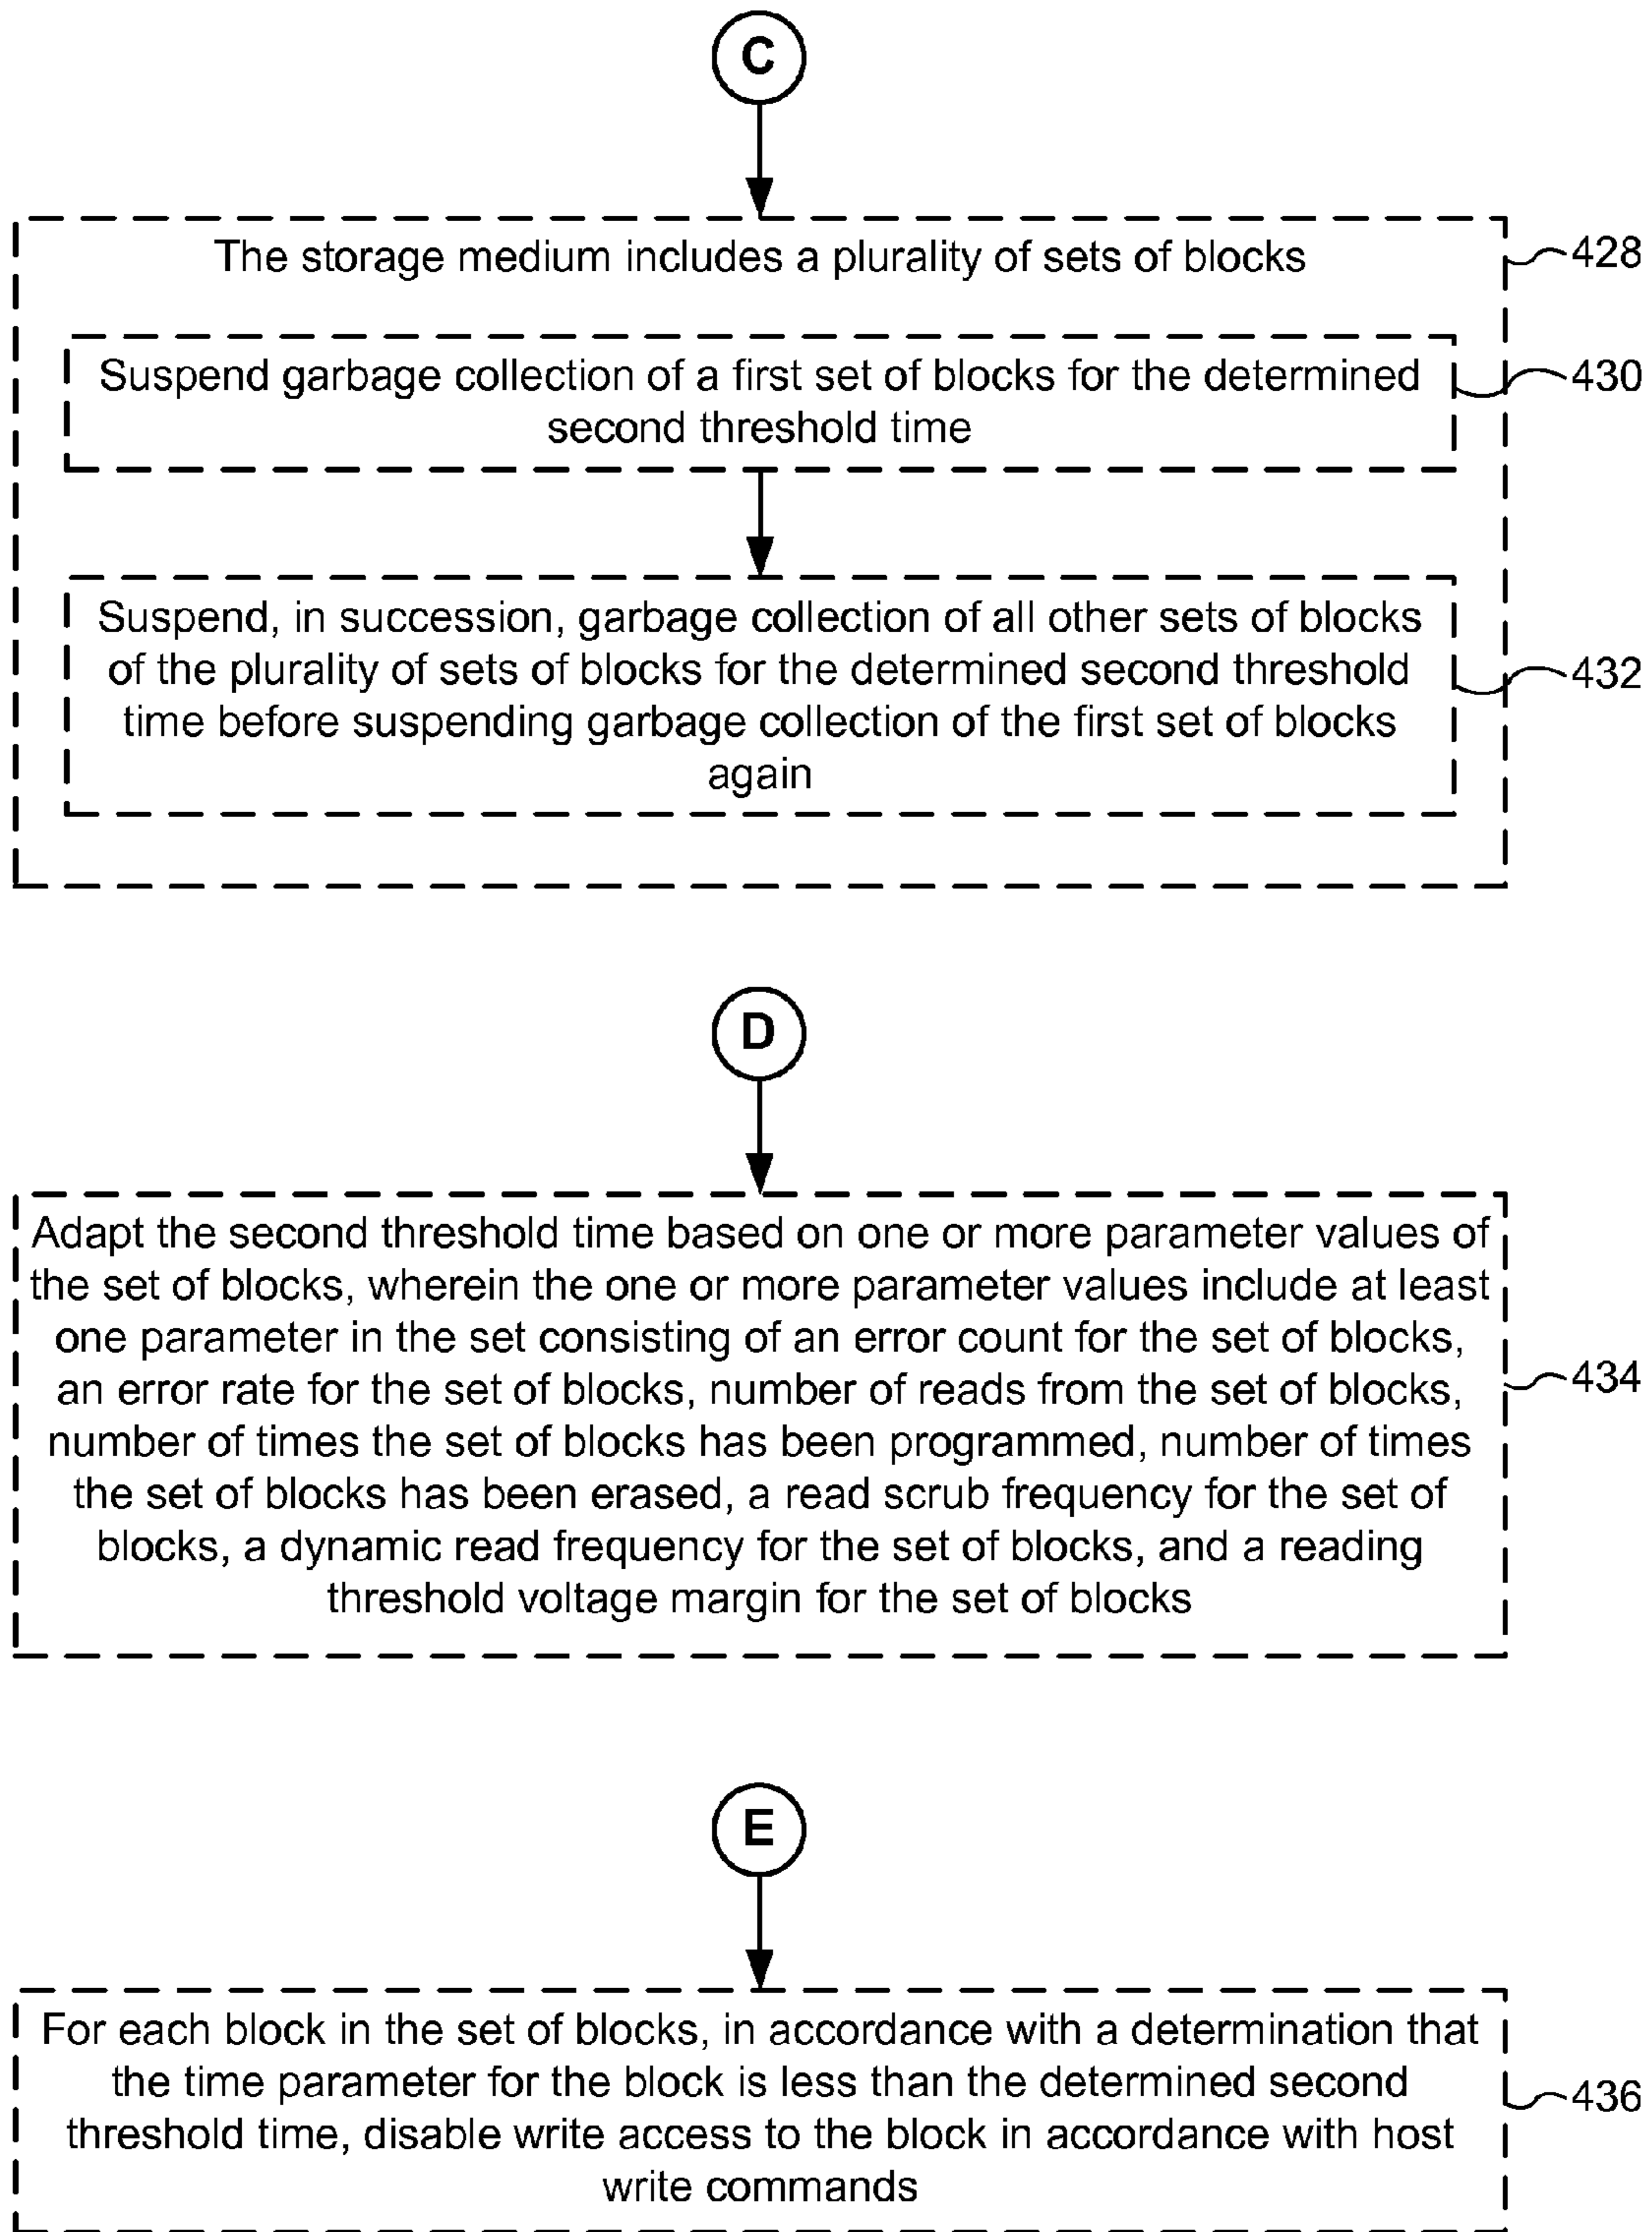 C
The storage medium includes a plurality of sets of blocks
428
Suspend garbage collection of a first set of blocks for the determined
second threshold time
430
Suspend, in succession, garbage collection of all other sets of blocks
of the plurality of sets of blocks for the determined second threshold
time before suspending garbage collection of the first set of blocks
again
432
D
Adapt the second threshold time based on one or more parameter values of
the set of blocks, wherein the one or more parameter values include at least
one parameter in the set consisting of an error count for the set of blocks,
an error rate for the set of blocks, number of reads from the set of blocks,
number of times the set of blocks has been programmed, number of times
the set of blocks has been erased, a read scrub frequency for the set of
blocks, a dynamic read frequency for the set of blocks, and a reading
threshold voltage margin for the set of blocks
434
E
For each block in the set of blocks, in accordance with a determination that
the time parameter for the block is less than the determined second
threshold time, disable write access to the block in accordance with host
write commands
436